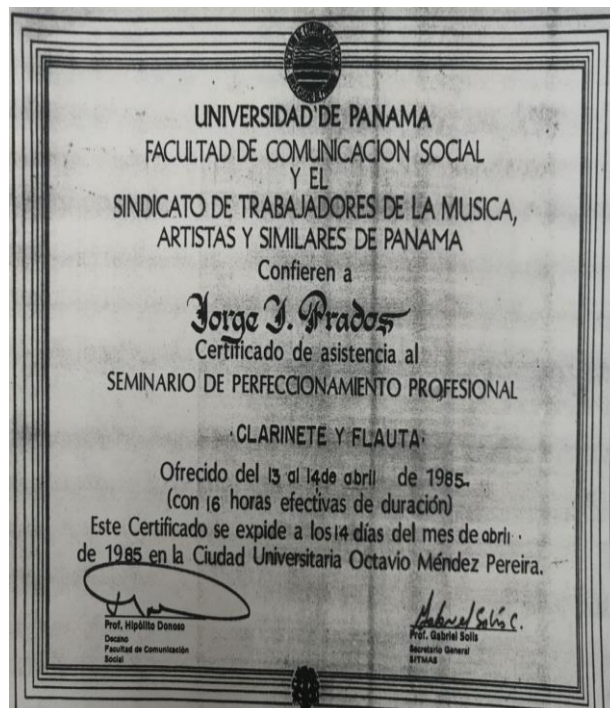 UNIVERSIDAD DE PANAMA
FACULTAD DE COMUNICACION SOCIAL
Y EL
SINDICATO DE TRABAJADORES DE LA MUSICA,
ARTISTAS Y SIMILARES DE PANAMA
Confieren a
Jorge I. Prados
Certificado de asistencia al
SEMINARIO DE PERFECCIONAMIENTO PROFESIONAL
CLARINETE Y FLAUTA
Ofrecido del 13 al 14 de abril de 1985.
(con 16 horas efectivas de duración)
Este Certificado se expide a los 14 días del mes de abril
de 1985 en la Ciudad Universitaria Octavio Méndez Pereira.
Gabriel Solís C.
Prof. Hipólito Donoso
Decano
Facultad de Comunicación
Social
Prof. Gabriel Solís
Secretario General
SITMAS